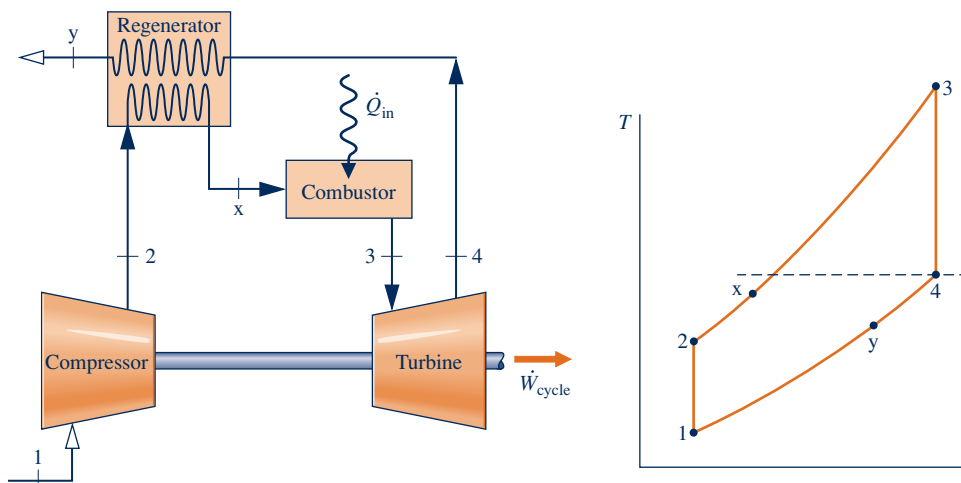 Regenerator
y
Q̇in
Combustor
x
2
3
4
Compressor
Turbine
Ẇcycle
1
T
3
x
4
2
y
1